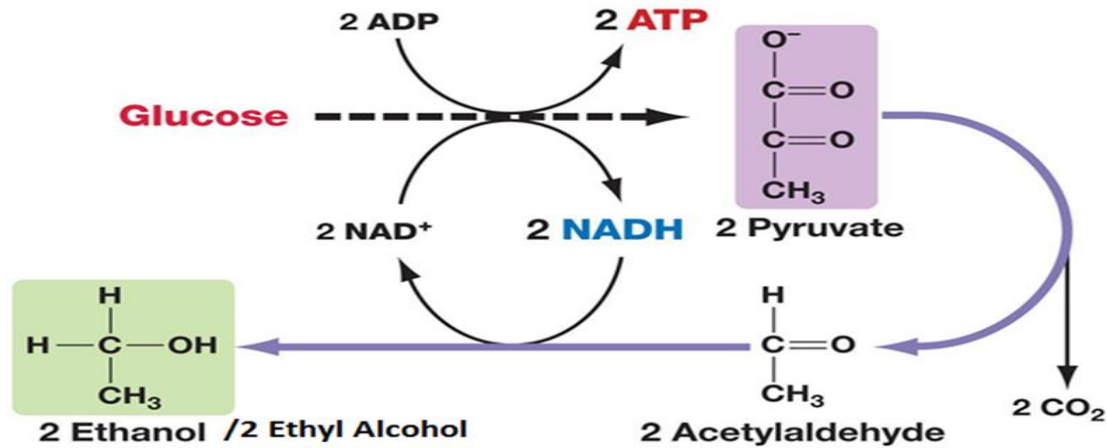 2 ADP
2 ATP
Glucose
O⁻
C=O
C=O
CH₃
2 NAD⁺
2 NADH
2 Pyruvate
H
H—C—OH
CH₃
2 Ethanol /2 Ethyl Alcohol
H
C=O
CH₃
2 Acetylaldehyde
2 CO₂